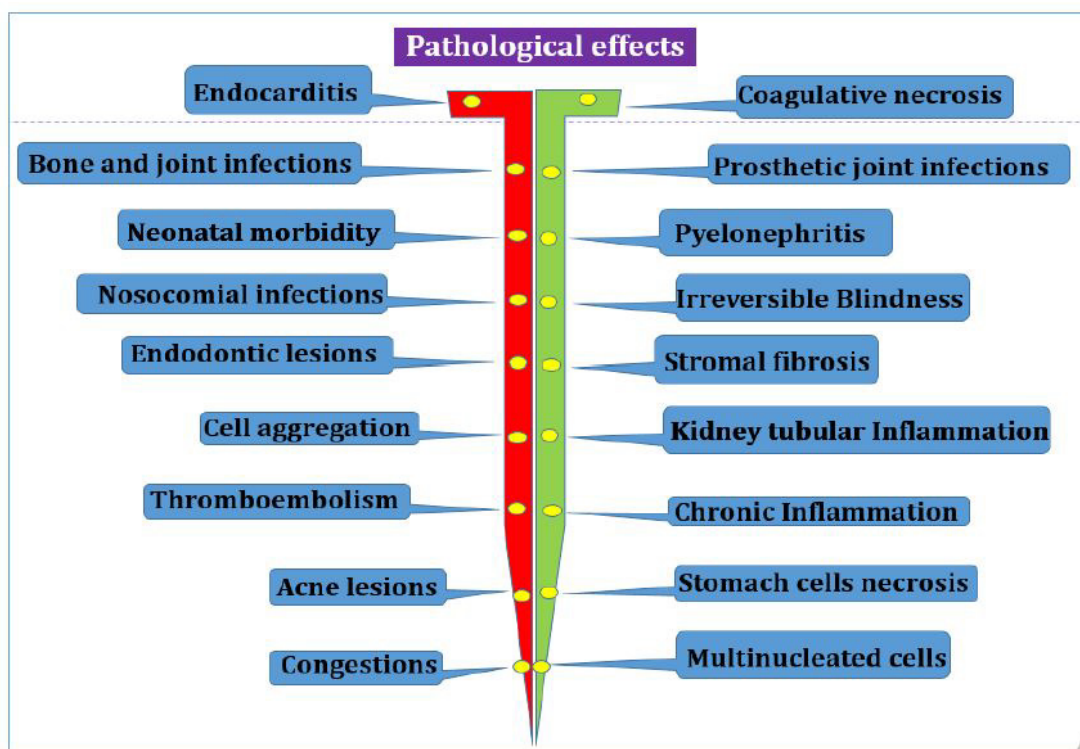 Pathological effects
Endocarditis
Coagulative necrosis
Bone and joint infections
Prosthetic joint infections
Neonatal morbidity
Pyelonephritis
Nosocomial infections
Irreversible Blindness
Endodontic lesions
Stromal fibrosis
Cell aggregation
Kidney tubular Inflammation
Thromboembolism
Chronic Inflammation
Acne lesions
Stomach cells necrosis
Congestions
Multinucleated cells